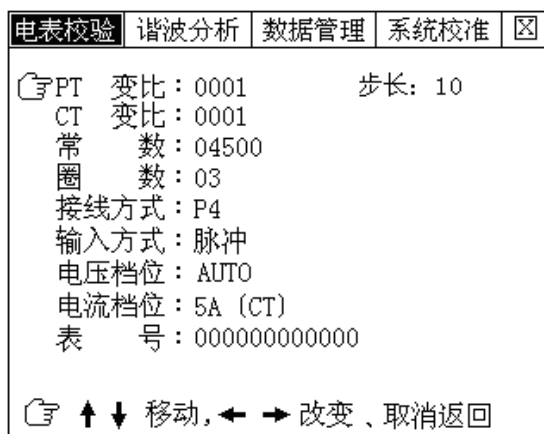 电表校验 谐波分析 数据管理 系统校准
PT 变比：0001 步长：10
CT 变比：0001
常 数：04500
圈 数：03
接线方式：P4
输入方式：脉冲
电压档位：AUTO
电流档位：5A (CT)
表 号：000000000000
↑ ↓ 移动,← → 改变、取消返回